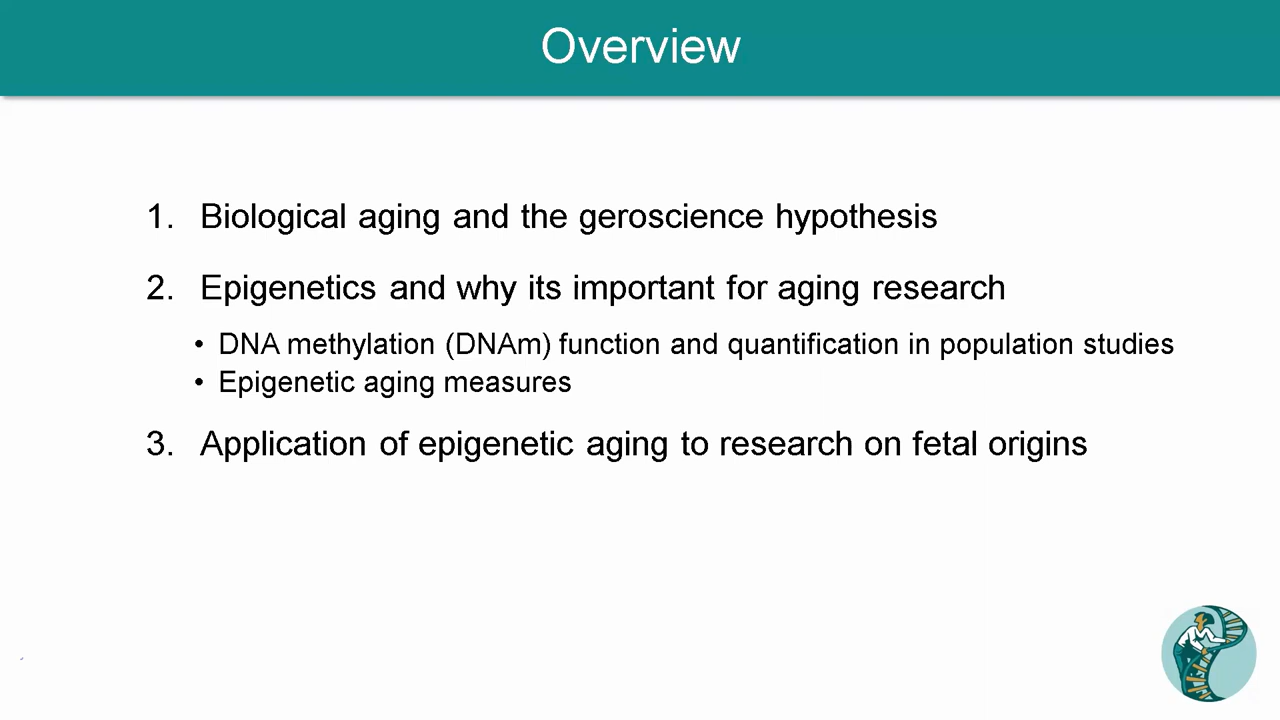 Overview
1. Biological aging and the geroscience hypothesis
2. Epigenetics and why its important for aging research
• DNA methylation (DNAm) function and quantification in population studies
• Epigenetic aging measures
3. Application of epigenetic aging to research on fetal origins